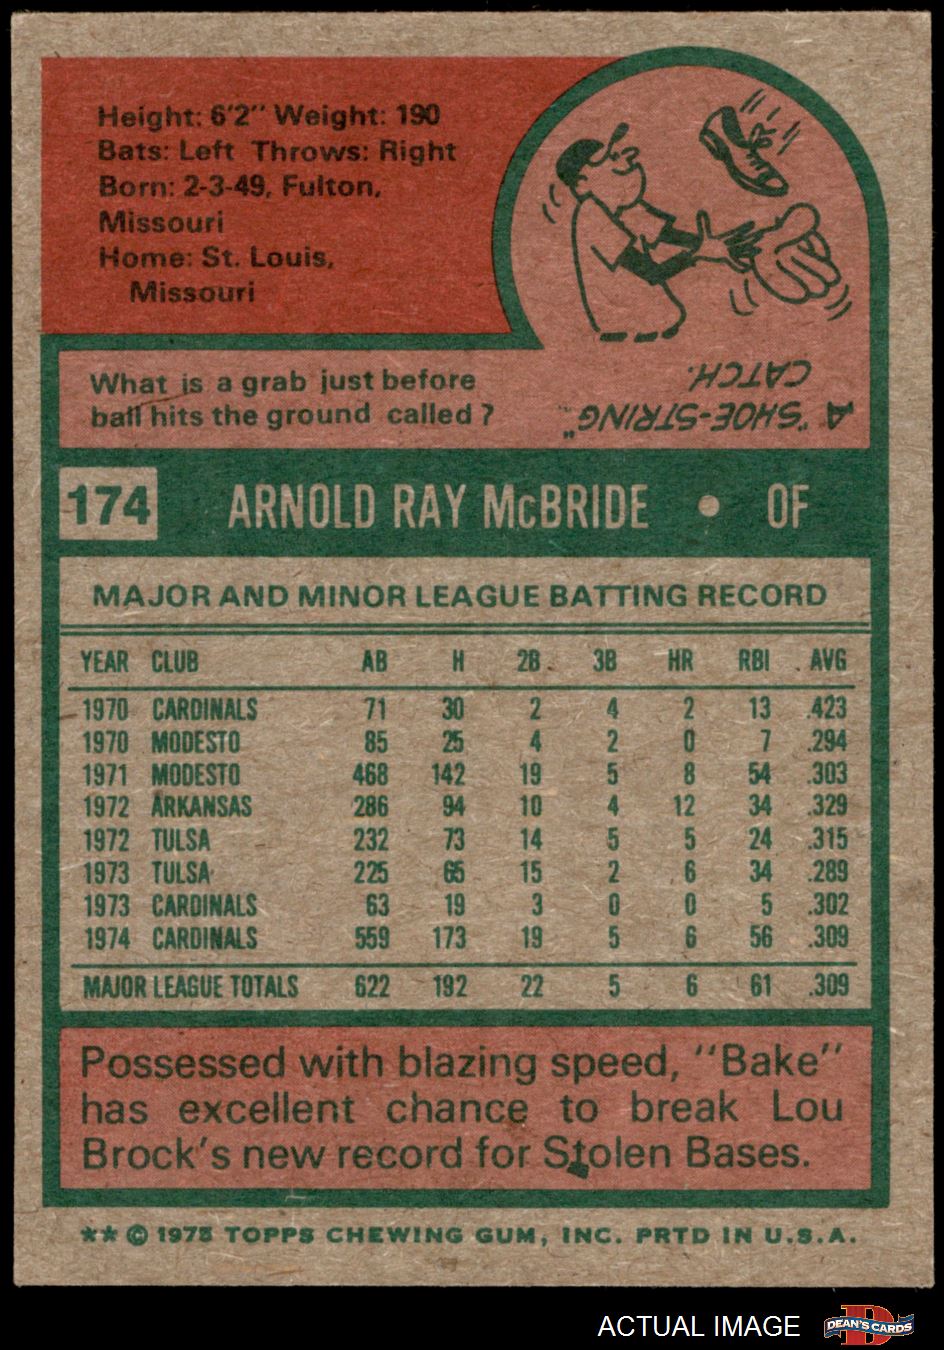 Height: 6'2" Weight: 190
Bats: Left Throws: Right
Born: 2-3-49, Fulton,
Missouri
Home: St. Louis,
Missouri
What is a grab just before
ball hits the ground called?
A "SHOE-STRING"
CATCH.
174 ARNOLD RAY McBRIDE • OF
MAJOR AND MINOR LEAGUE BATTING RECORD
YEAR CLUB AB H 2B 3B HR RBI AVG
1970 CARDINALS 71 30 2 4 2 13 .423
1970 MODESTO 85 25 4 2 0 7 .294
1971 MODESTO 468 142 19 5 8 54 .303
1972 ARKANSAS 286 94 10 4 12 34 .329
1972 TULSA 232 73 14 5 5 24 .315
1973 TULSA 225 65 15 2 6 34 .289
1973 CARDINALS 63 19 3 0 0 5 .302
1974 CARDINALS 559 173 19 5 6 56 .309
MAJOR LEAGUE TOTALS 622 192 22 5 6 61 .309
Possessed with blazing speed, "Bake"
has excellent chance to break Lou
Brock's new record for Stolen Bases.
** © 1975 TOPPS CHEWING GUM, INC. PRTD IN U.S.A.
ACTUAL IMAGE DEAN'S CARDS